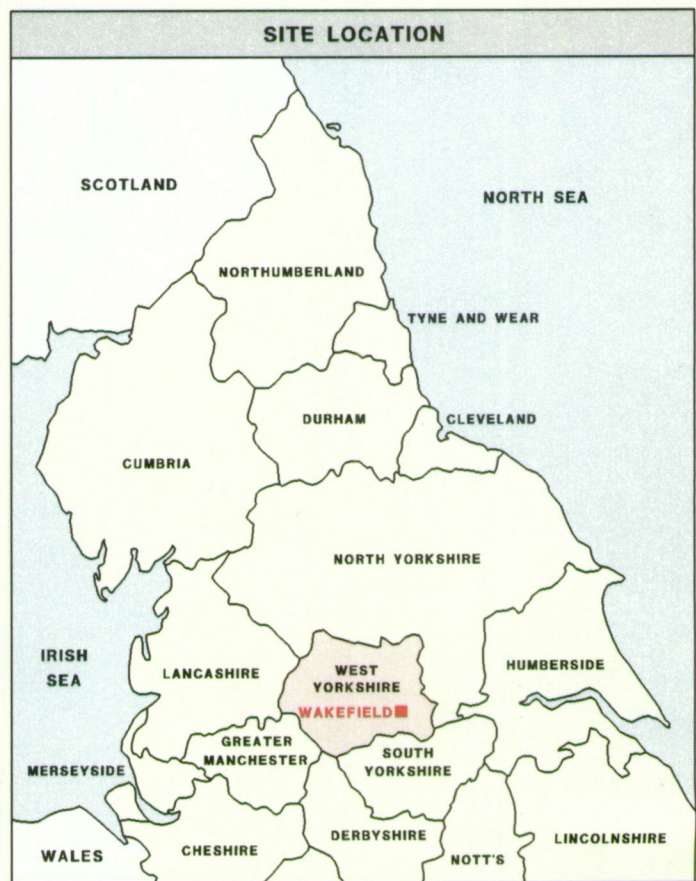 SITE LOCATION
SCOTLAND
NORTH SEA
NORTHUMBERLAND
TYNE AND WEAR
DURHAM
CLEVELAND
CUMBRIA
NORTH YORKSHIRE
IRISH
SEA
LANCASHIRE
WEST
YORKSHIRE
HUMBERSIDE
WAKEFIELD
GREATER
MANCHESTER
SOUTH
YORKSHIRE
MERSEYSIDE
DERBYSHIRE
LINCOLNSHIRE
WALES
CHESHIRE
NOTT'S